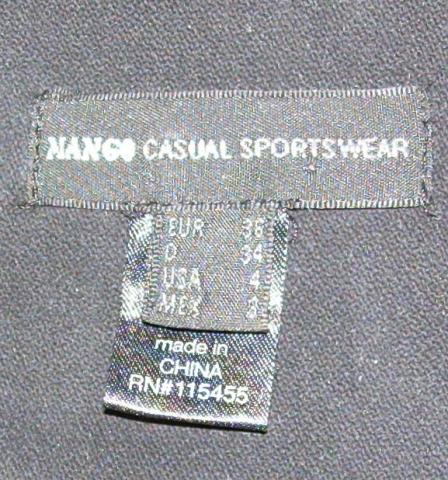 MANGO CASUAL SPORTSWEAR
EUR 36
D 34
USA 4
MEX
made in
CHINA
RN#115455